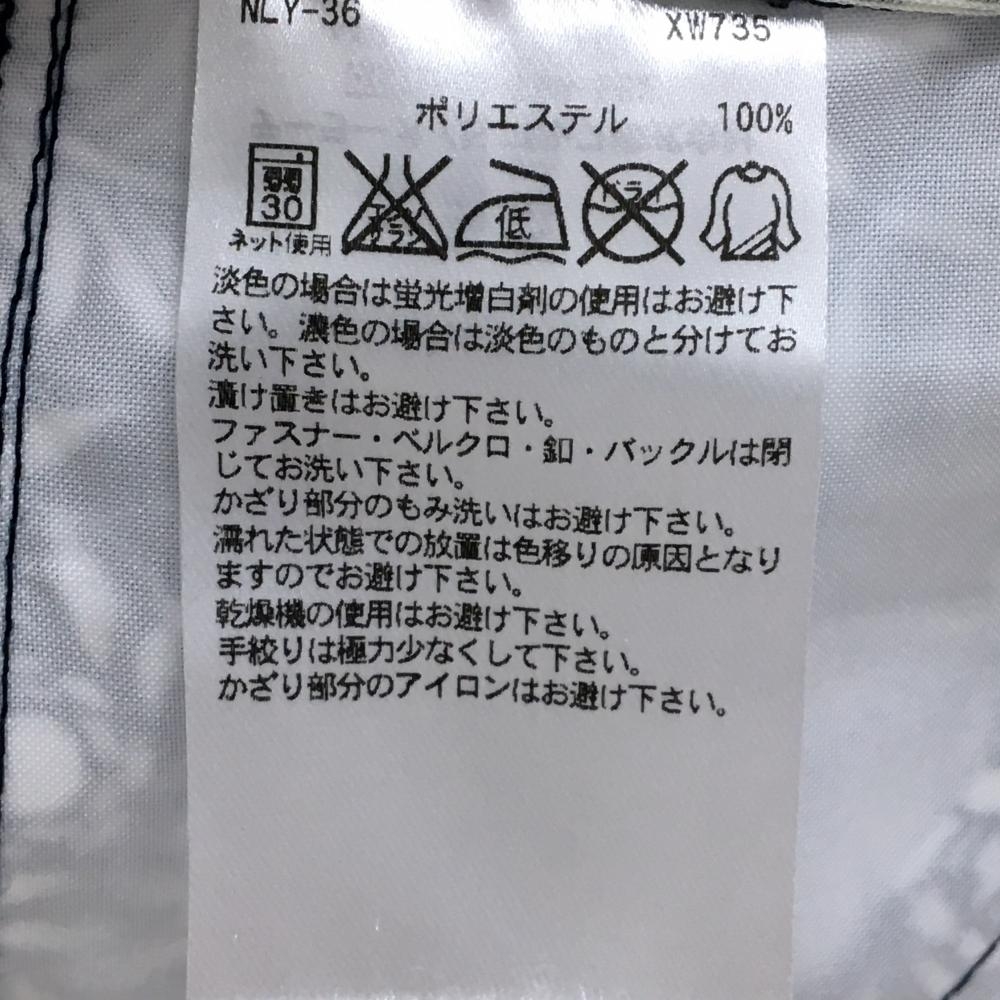 NLY-36 XW735
ポリエステル 100%
30 低
ネット使用
淡色の場合は蛍光増白剤の使用はお避け下
さい。濃色の場合は淡色のものと分けてお
洗い下さい。
漬け置きはお避け下さい。
ファスナー・ベルクロ・釦・バックルは閉
じてお洗い下さい。
かざり部分のもみ洗いはお避け下さい。
濡れた状態での放置は色移りの原因となり
ますのでお避け下さい。
乾燥機の使用はお避け下さい。
手絞りは極力少なくして下さい。
かざり部分のアイロンはお避け下さい。